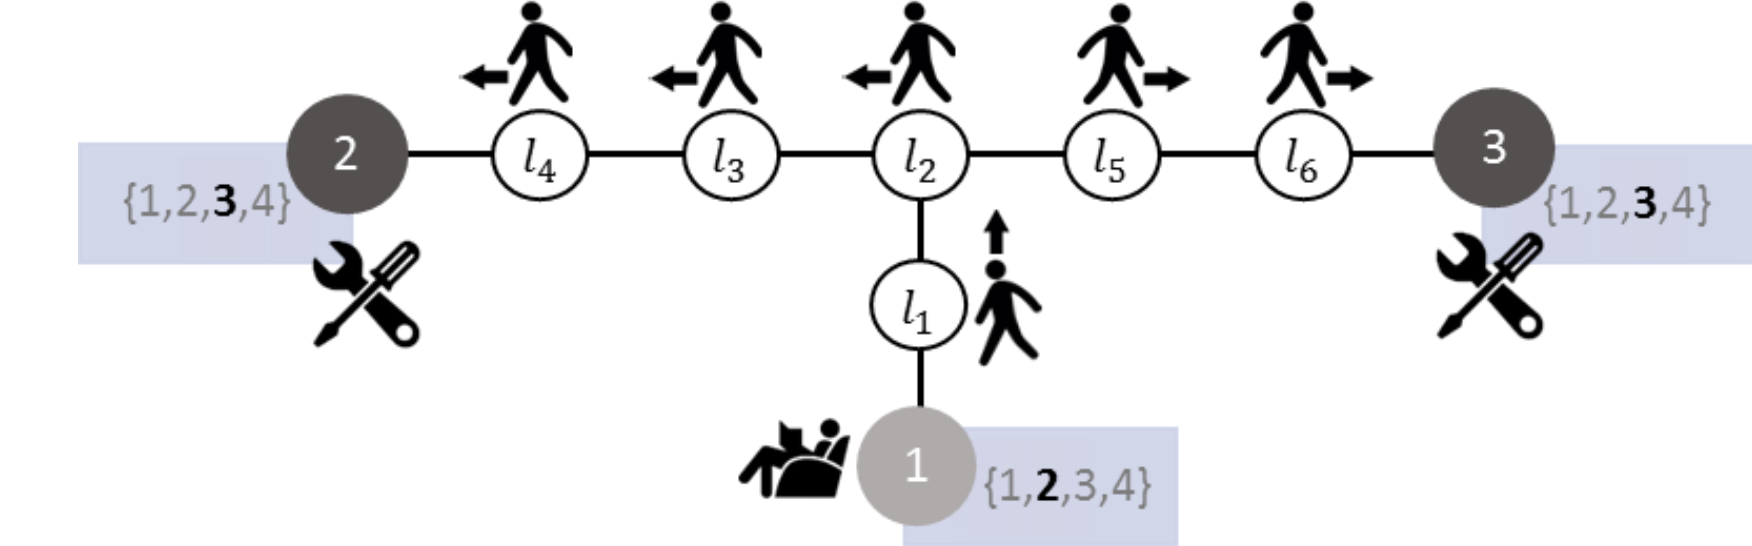 2 l₄ l₃ l₂ l₅ l₆ 3
{1,2,3,4} {1,2,3,4}
l₁
1 {1,2,3,4}